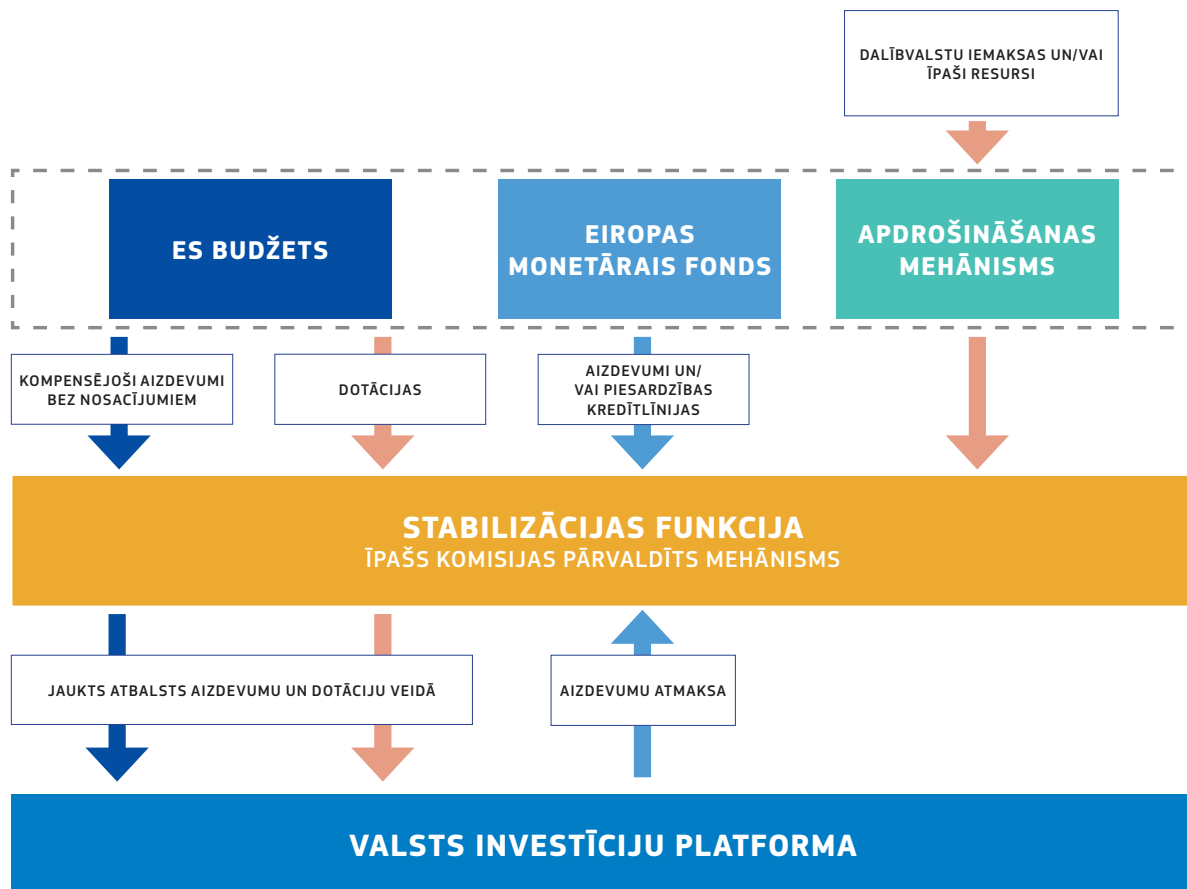 DALĪBVALSTU IEMAKSAS UN/VAI
ĪPAŠI RESURSI
ES BUDŽETS
EIROPAS
MONETĀRAIS FONDS
APDROŠINĀŠANAS
MEHĀNISMS
KOMPENSĒJOŠI AIZDEVUMI
BEZ NOSACĪJUMIEM
DOTĀCIJAS
AIZDEVUMI UN/
VAI PIESARDZĪBAS
KREDĪTLĪNIJAS
STABILIZĀCIJAS FUNKCIJA
ĪPAŠS KOMISIJAS PĀRVALDĪTS MEHĀNISMS
JAUKTS ATBALSTS AIZDEVUMU UN DOTĀCIJU VEIDĀ
AIZDEVUMU ATMAKSA
VALSTS INVESTĪCIJU PLATFORMA